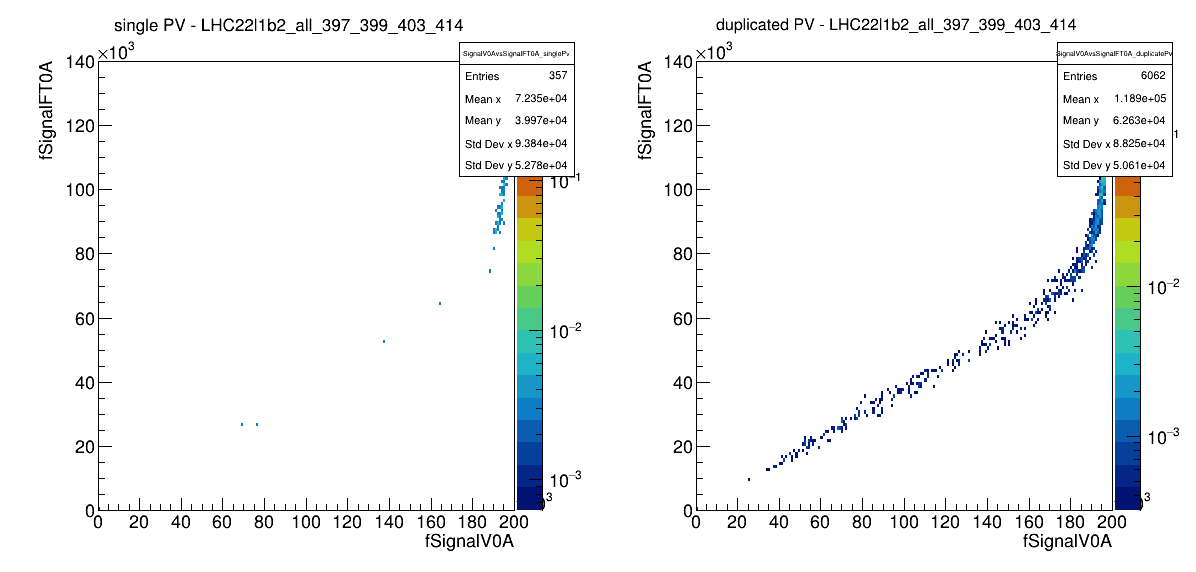 single PV - LHC22l1b2_all_397_399_403_414
×10³
fSignalFT0A
140
120
100
80
60
40
20
0
0 20 40 60 80 100 120 140 160 180 200
fSignalV0A
SignalV0AvsSignalFT0A_singlePv
Entries 357
Mean x 7.235e+04
Mean y 3.997e+04
Std Dev x 9.384e+04
Std Dev y 5.278e+04
10⁻¹
10⁻²
10⁻³
duplicated PV - LHC22l1b2_all_397_399_403_414
×10³
fSignalFT0A
140
120
100
80
60
40
20
0
0 20 40 60 80 100 120 140 160 180 200
fSignalV0A
SignalV0AvsSignalFT0A_duplicatePv
Entries 6062
Mean x 1.189e+05
Mean y 6.263e+04
Std Dev x 8.825e+04
Std Dev y 5.061e+04
10⁻²
10⁻³